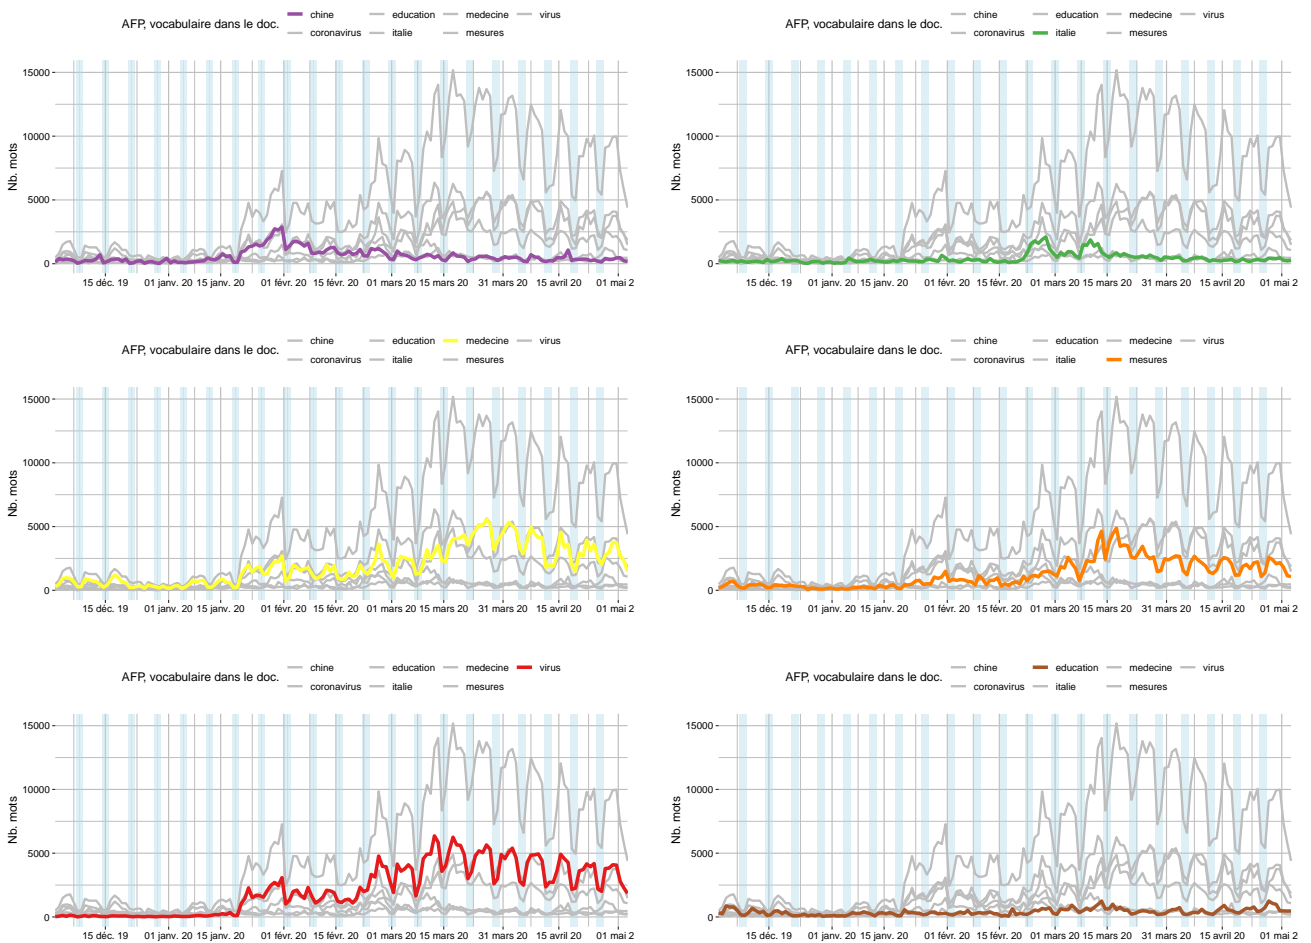 AFP, vocabulaire dans le doc. chine education medecine virus
coronavirus italie mesures
15000
10000
5000
0
Nb. mots
15 déc. 19 01 janv. 20 15 janv. 20 01 févr. 20 15 févr. 20 01 mars 20 15 mars 20 31 mars 20 15 avril 20 01 mai 2
AFP, vocabulaire dans le doc. chine education medecine virus
coronavirus italie mesures
15000
10000
5000
0
Nb. mots
15 déc. 19 01 janv. 20 15 janv. 20 01 févr. 20 15 févr. 20 01 mars 20 15 mars 20 31 mars 20 15 avril 20 01 mai 2
AFP, vocabulaire dans le doc. chine education medecine virus
coronavirus italie mesures
15000
10000
5000
0
Nb. mots
15 déc. 19 01 janv. 20 15 janv. 20 01 févr. 20 15 févr. 20 01 mars 20 15 mars 20 31 mars 20 15 avril 20 01 mai 2
AFP, vocabulaire dans le doc. chine education medecine virus
coronavirus italie mesures
15000
10000
5000
0
Nb. mots
15 déc. 19 01 janv. 20 15 janv. 20 01 févr. 20 15 févr. 20 01 mars 20 15 mars 20 31 mars 20 15 avril 20 01 mai 2
AFP, vocabulaire dans le doc. chine education medecine virus
coronavirus italie mesures
15000
10000
5000
0
Nb. mots
15 déc. 19 01 janv. 20 15 janv. 20 01 févr. 20 15 févr. 20 01 mars 20 15 mars 20 31 mars 20 15 avril 20 01 mai 2
AFP, vocabulaire dans le doc. chine education medecine virus
coronavirus italie mesures
15000
10000
5000
0
Nb. mots
15 déc. 19 01 janv. 20 15 janv. 20 01 févr. 20 15 févr. 20 01 mars 20 15 mars 20 31 mars 20 15 avril 20 01 mai 2